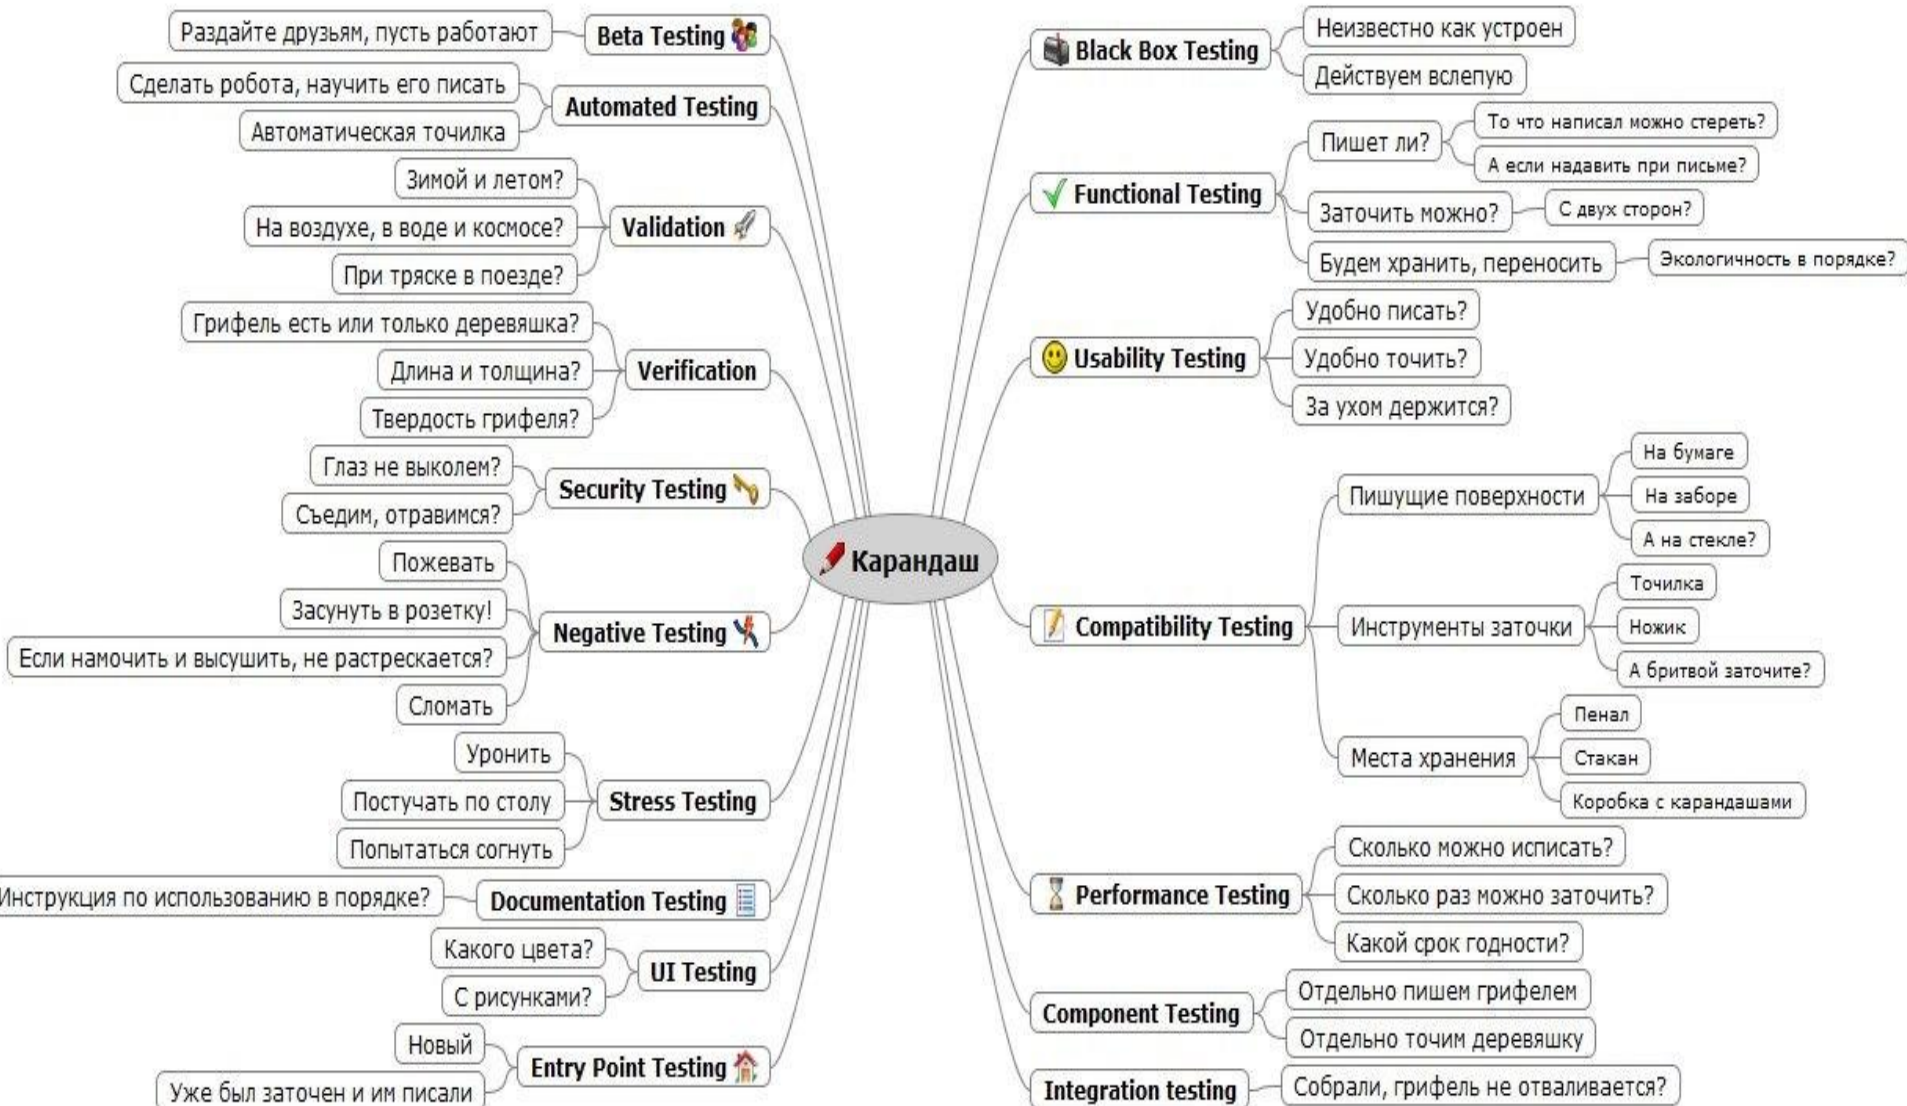 Раздайте друзьям, пусть работают
Beta Testing
Сделать робота, научить его писать
Автоматическая точилка
Automated Testing
Зимой и летом?
На воздухе, в воде и космосе?
При тряске в поезде?
Validation
Грифель есть или только деревяшка?
Длина и толщина?
Твердость грифеля?
Verification
Глаз не выколем?
Съедим, отравимся?
Security Testing
Пожевать
Засунуть в розетку!
Если намочить и высушить, не растрескается?
Сломать
Negative Testing
Уронить
Постучать по столу
Попытаться согнуть
Stress Testing
Инструкция по использованию в порядке?
Documentation Testing
Какого цвета?
С рисунками?
UI Testing
Новый
Уже был заточен и им писали
Entry Point Testing
Карандаш
Black Box Testing
Неизвестно как устроен
Действуем вслепую
Functional Testing
Пишет ли?
То что написал можно стереть?
А если надавить при письме?
Заточить можно?
С двух сторон?
Будем хранить, переносить
Экологичность в порядке?
Usability Testing
Удобно писать?
Удобно точить?
За ухом держится?
Compatibility Testing
Пишущие поверхности
На бумаге
На заборе
А на стекле?
Инструменты заточки
Точилка
Ножик
А бритвой заточите?
Места хранения
Пенал
Стакан
Коробка с карандашами
Performance Testing
Сколько можно исписать?
Сколько раз можно заточить?
Какой срок годности?
Component Testing
Отдельно пишем грифелем
Отдельно точим деревяшку
Integration testing
Собрали, грифель не отваливается?